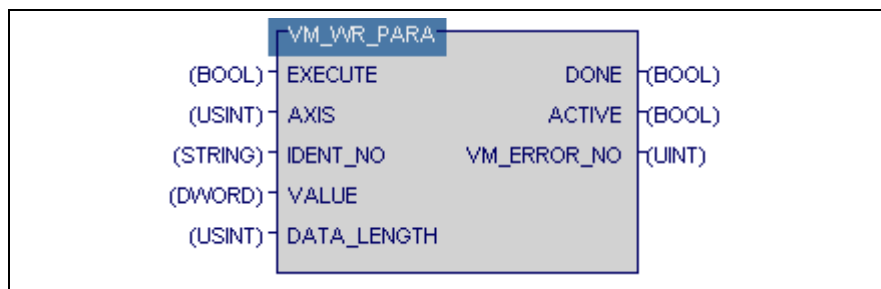 VM_WR_PARA
(BOOL) EXECUTE DONE (BOOL)
(USINT) AXIS ACTIVE (BOOL)
(STRING) IDENT_NO VM_ERROR_NO (UINT)
(DWORD) VALUE
(USINT) DATA_LENGTH